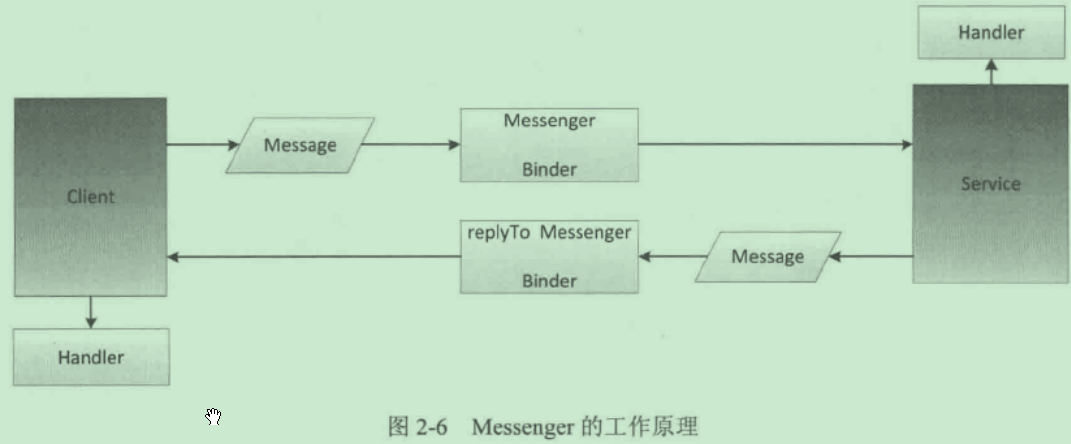 Handler
Message
Messenger
Binder
Client
Service
replyTo Messenger
Binder
Message
Handler
图 2-6 Messenger 的工作原理